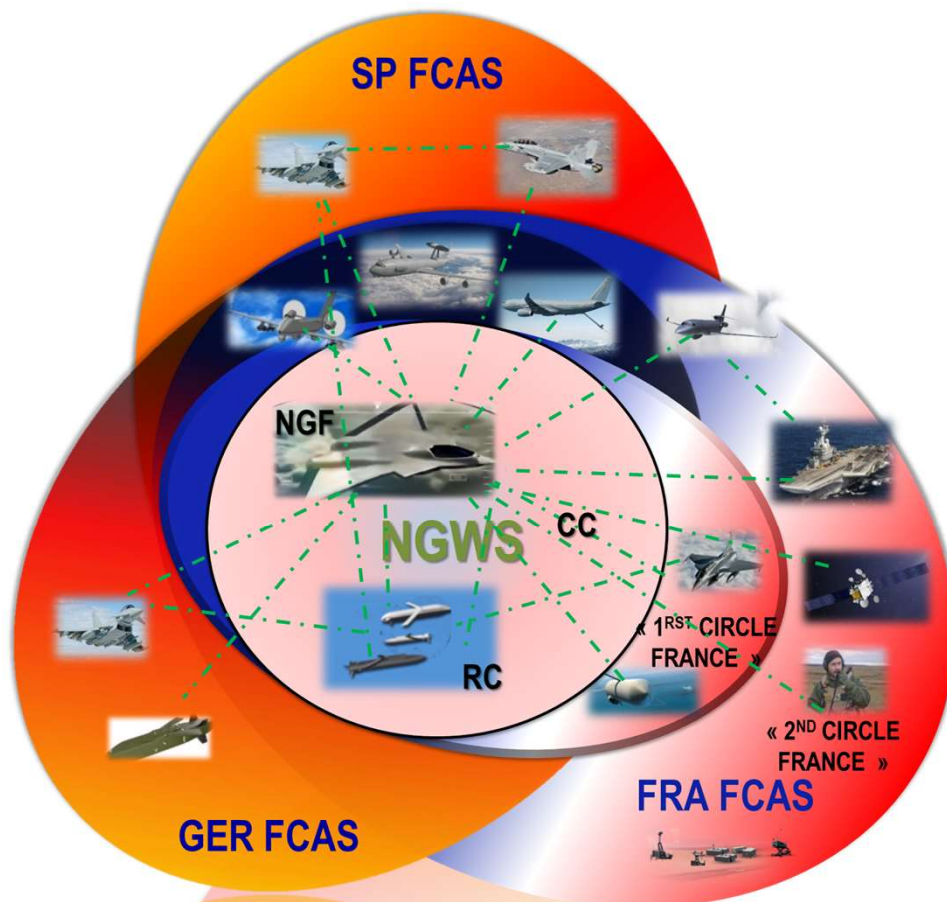 SP FCAS
NGF
NGWS
CC
RC
« 1RST CIRCLE
FRANCE »
« 2ND CIRCLE
FRANCE »
FRA FCAS
GER FCAS